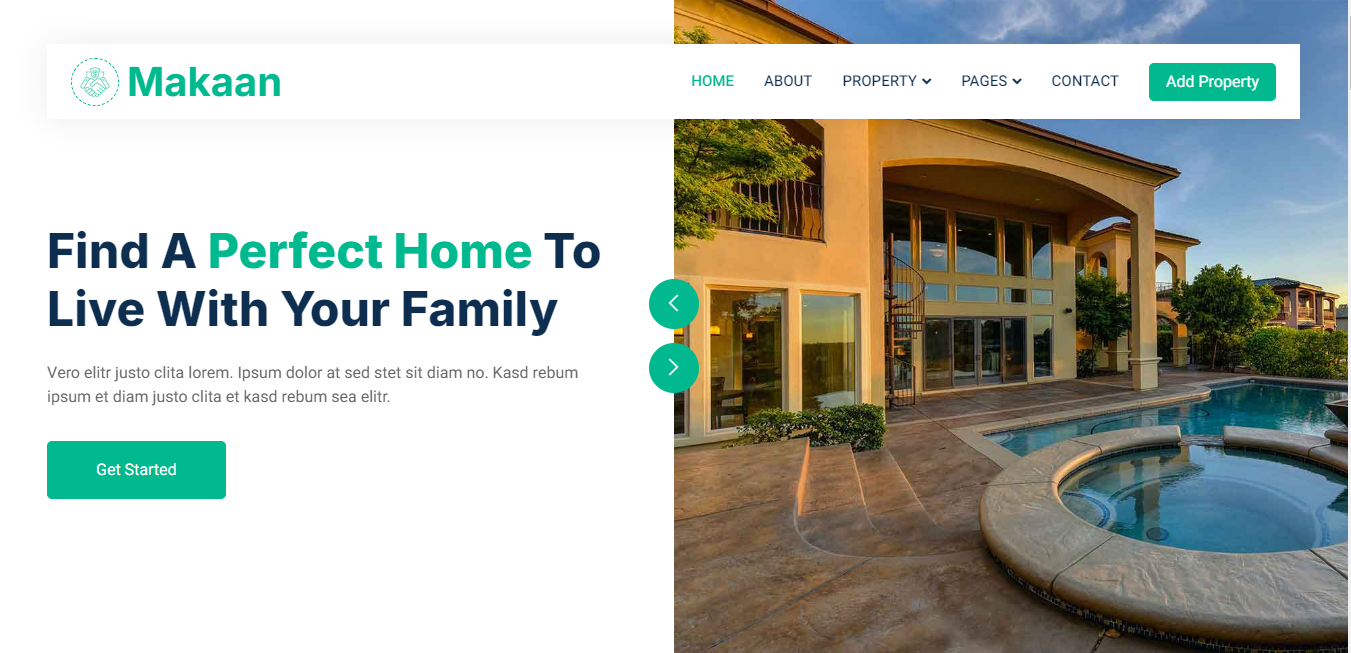 Makaan
HOME ABOUT PROPERTY PAGES CONTACT Add Property
Find A Perfect Home To
Live With Your Family
Vero elitr justo clita lorem. Ipsum dolor at sed stet sit diam no. Kasd rebum
ipsum et diam justo clita et kasd rebum sea elitr.
Get Started